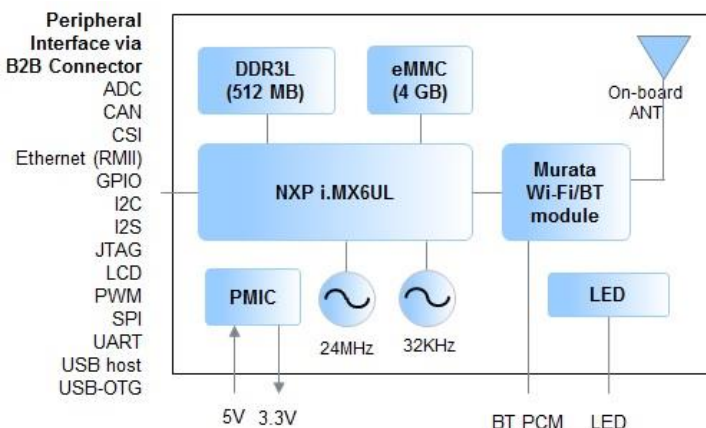 Peripheral
Interface via
B2B Connector
ADC
CAN
CSI
Ethernet (RMII)
GPIO
I2C
I2S
JTAG
LCD
PWM
SPI
UART
USB host
USB-OTG
DDR3L
(512 MB)
eMMC
(4 GB)
On-board
ANT
NXP i.MX6UL
Murata
Wi-Fi/BT
module
PMIC
24MHz
32KHz
LED
5V
3.3V
BT PCM
LED